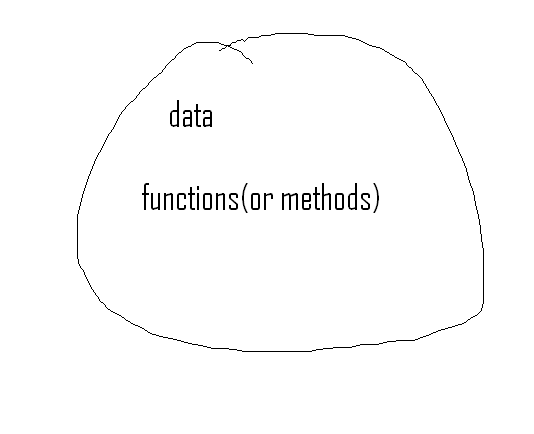 data
functions(or methods)